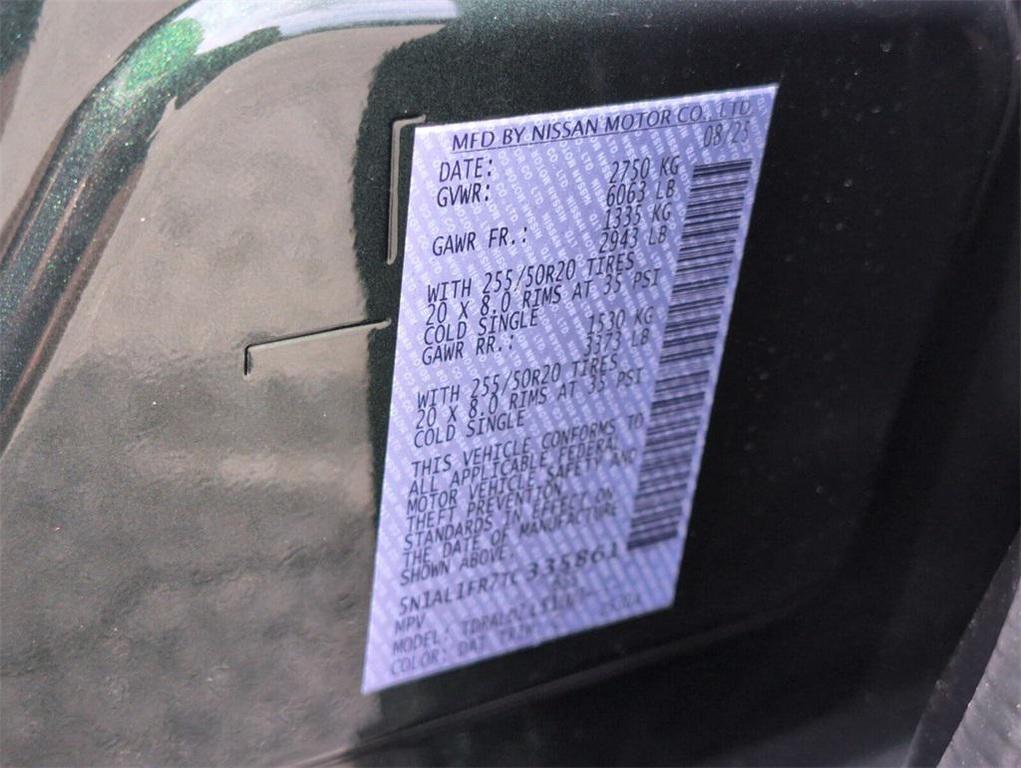 MFD BY NISSAN MOTOR CO., LTD.
DATE: 08/25
GVWR: 2750 KG
6063 LB
GAWR FR.: 1335 KG
2943 LB
WITH 255/50R20 TIRES
20 X 8.0 RIMS AT 35 PSI
COLD SINGLE
GAWR RR.: 1530 KG
3373 LB
WITH 255/50R20 TIRES
20 X 8.0 RIMS AT 35 PSI
COLD SINGLE
THIS VEHICLE CONFORMS TO
ALL APPLICABLE FEDERAL
MOTOR VEHICLE SAFETY AND
THEFT PREVENTION
STANDARDS IN EFFECT ON
THE DATE OF MANUFACTURE
SHOWN ABOVE.
5N1AL1FR7TC335861
MPV
MODEL:
COLOR: DAT TRIM: